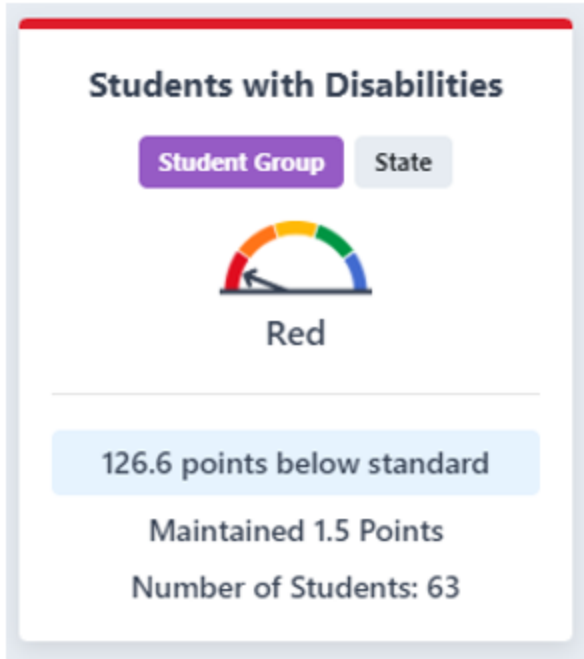 Students with Disabilities
Student Group State
Red
126.6 points below standard
Maintained 1.5 Points
Number of Students: 63